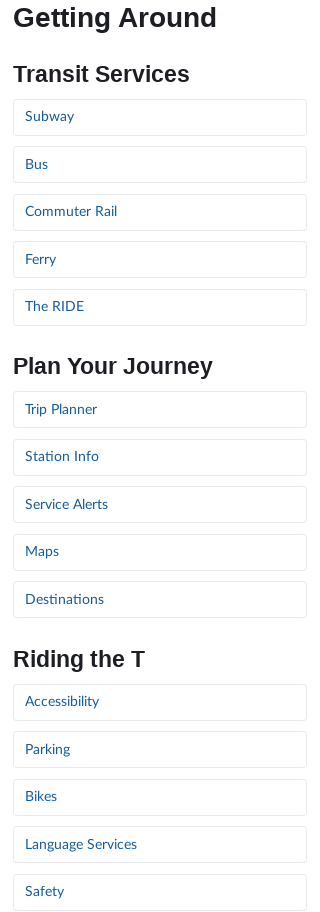 Getting Around
Transit Services
Subway
Bus
Commuter Rail
Ferry
The RIDE
Plan Your Journey
Trip Planner
Station Info
Service Alerts
Maps
Destinations
Riding the T
Accessibility
Parking
Bikes
Language Services
Safety